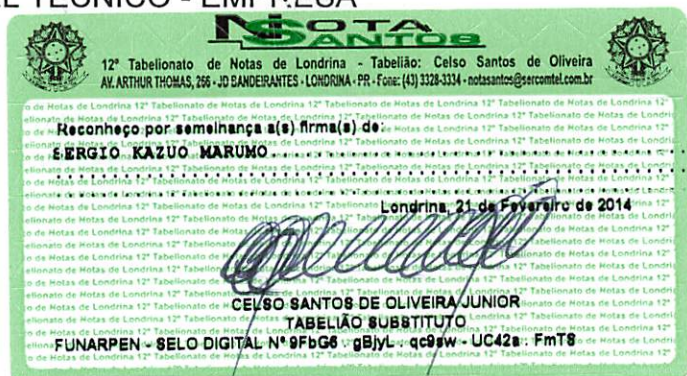 L TÉCNICO - EMPRESA
NOTA
SANTOS
12º Tabelionato de Notas de Londrina - Tabelião: Celso Santos de Oliveira
AV. ARTHUR THOMAS, 266 - JD BANDEIRANTES - LONDRINA - PR - Fone: (43) 3328-3334 - notasantos@sercomtel.com.br
Reconheço por semelhança a(s) firma(s) de:
SERGIO KAZUO MARUMO
Londrina, 21 de Fevereiro de 2014
CELSO SANTOS DE OLIVEIRA JUNIOR
TABELIÃO SUBSTITUTO
FUNARPEN - SELO DIGITAL Nº 9FbG6 . gBjyL . qc9sw - UC42a . FmT8